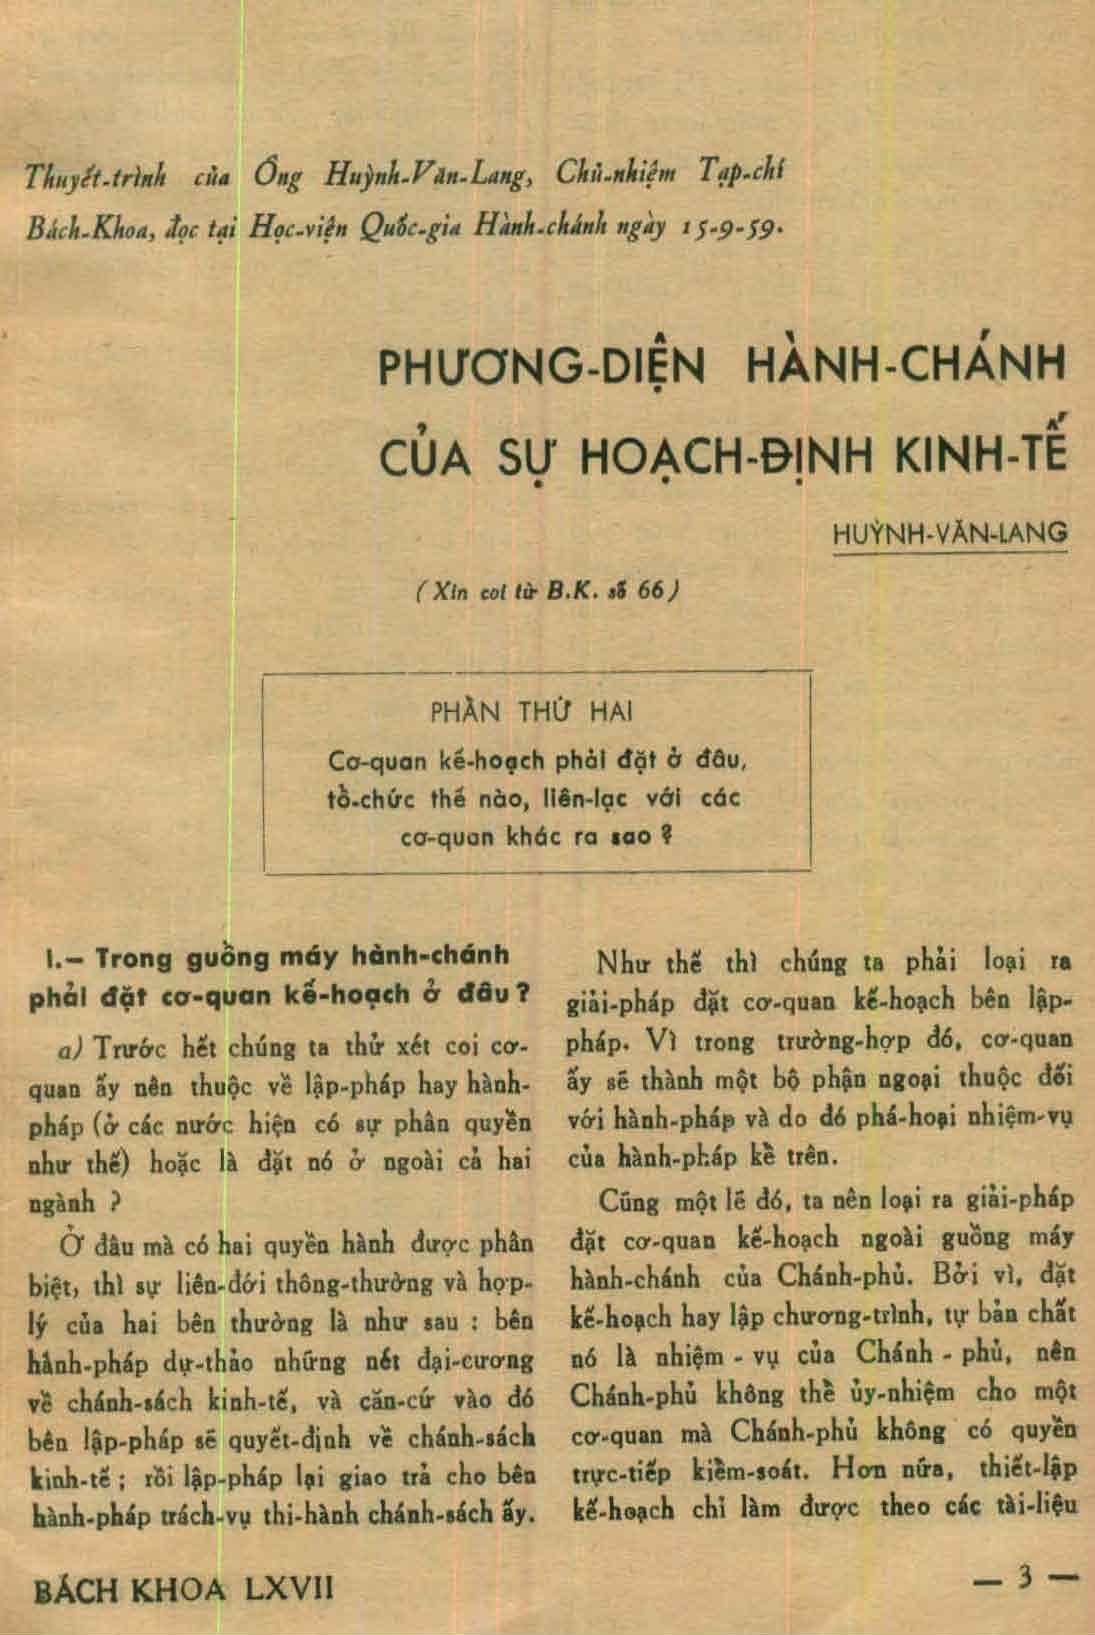 Thuyết-trình của Ông Huỳnh-Văn-Lang, Chủ-nhiệm Tạp-chí
Bách-Khoa, đọc tại Học-viện Quốc-gia Hành-chánh ngày 15-9-59.
PHƯƠNG-DIỆN HÀNH-CHÁNH
CỦA SỰ HOẠCH-ĐỊNH KINH-TẾ
HUỲNH-VĂN-LANG
(Xin coi từ B.K. số 66)
PHẦN THỨ HAI
Cơ-quan kế-hoạch phải đặt ở đâu,
tổ-chức thế nào, liên-lạc với các
cơ-quan khác ra sao ?
I.— Trong guồng máy hành-chánh
phải đặt cơ-quan kế-hoạch ở đâu ?
a) Trước hết chúng ta thử xét coi cơ-
quan ấy nên thuộc về lập-pháp hay hành-
pháp (ở các nước hiện có sự phân quyền
như thế) hoặc là đặt nó ở ngoài cả hai
ngành ?
Ở đâu mà có hai quyền hành được phân
biệt, thì sự liên-đới thông-thường và hợp-
lý của hai bên thường là như sau : bên
hành-pháp dự-thảo những nét đại-cương
về chánh-sách kinh-tế, và căn-cứ vào đó
bên lập-pháp sẽ quyết-định về chánh-sách
kinh-tế ; rồi lập-pháp lại giao trả cho bên
hành-pháp trách-vụ thi-hành chánh-sách ấy.
Như thế thì chúng ta phải loại ra
giải-pháp đặt cơ-quan kế-hoạch bên lập-
pháp. Vì trong trường-hợp đó, cơ-quan
ấy sẽ thành một bộ phận ngoại thuộc đối
với hành-pháp và do đó phá-hoại nhiệm-vụ
của hành-pháp kể trên.
Cũng một lẽ đó, ta nên loại ra giải-pháp
đặt cơ-quan kế-hoạch ngoài guồng máy
hành-chánh của Chánh-phủ. Bởi vì, đặt
kế-hoạch hay lập chương-trình, tự bản chất
nó là nhiệm - vụ của Chánh - phủ, nên
Chánh-phủ không thể ủy-nhiệm cho một
cơ-quan mà Chánh-phủ không có quyền
trực-tiếp kiểm-soát. Hơn nữa, thiết-lập
kế-hoạch chỉ làm được theo các tài-liệu
BÁCH KHOA LXVII
— 3 —